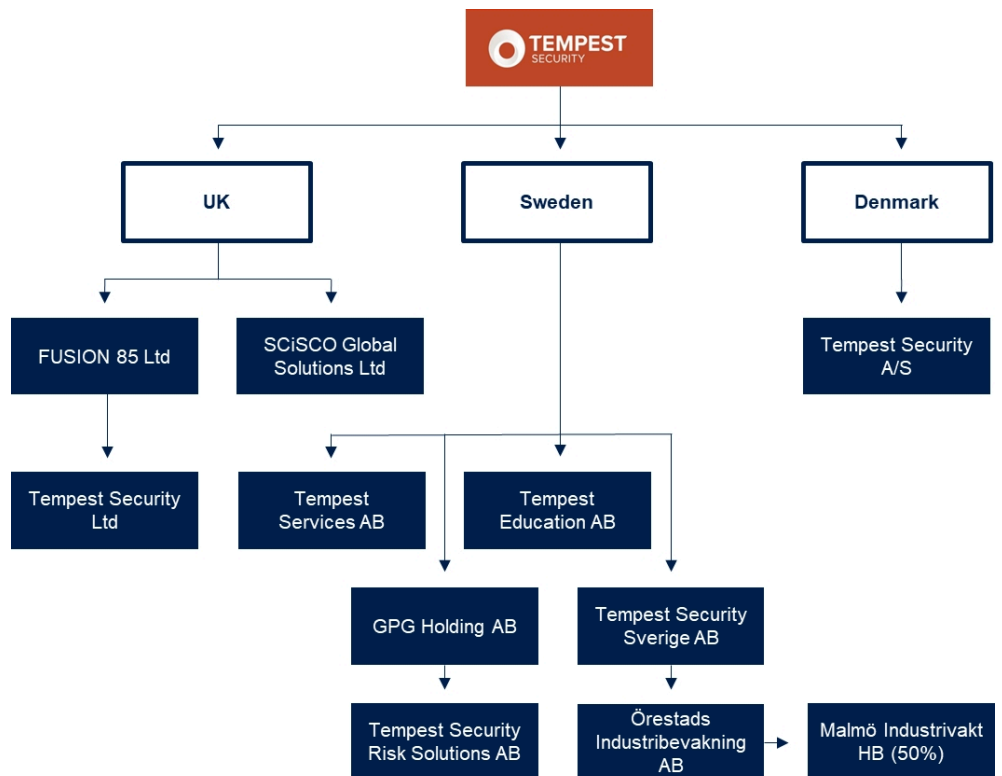 TEMPEST
SECURITY
UK
Sweden
Denmark
FUSION 85 Ltd
SCiSCO Global
Solutions Ltd
Tempest Security
A/S
Tempest Security
Ltd
Tempest
Services AB
Tempest
Education AB
GPG Holding AB
Tempest Security
Sverige AB
Tempest Security
Risk Solutions AB
Örestads
Industribevakning
AB
Malmö Industrivakt
HB (50%)